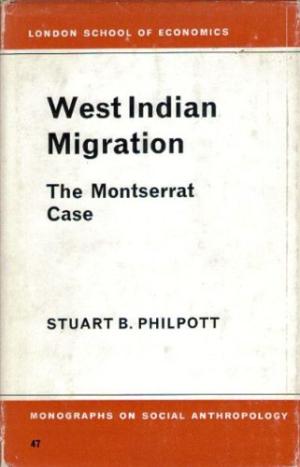 LONDON SCHOOL OF ECONOMICS
West Indian
Migration
The Montserrat
Case
STUART B. PHILPOTT
MONOGRAPHS ON SOCIAL ANTHROPOLOGY
47